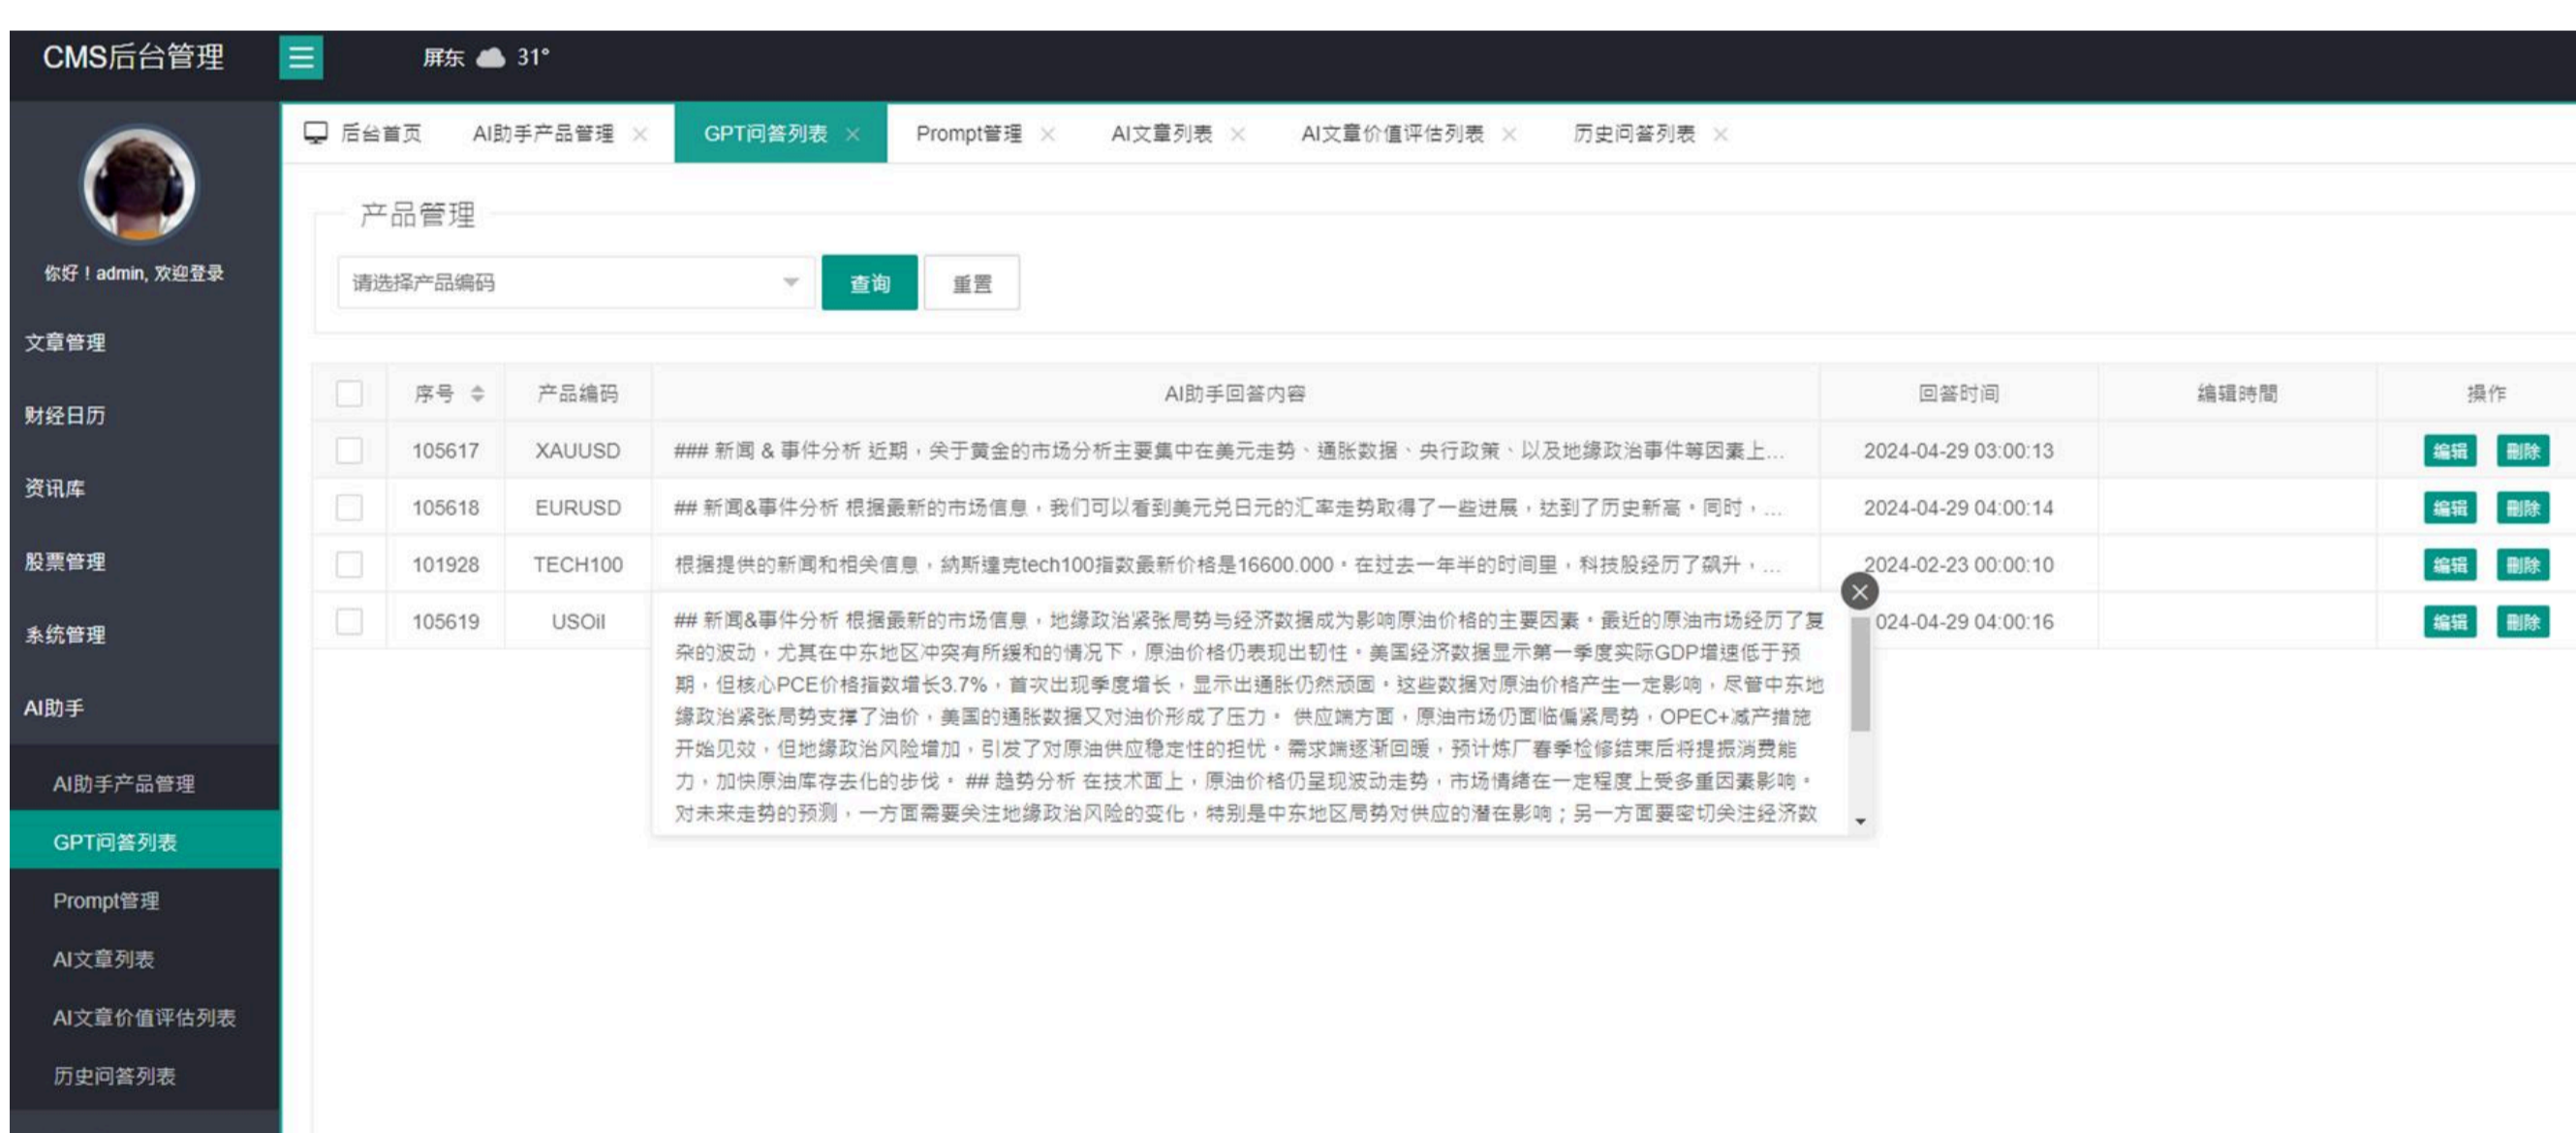 CMS后台管理
屏东 31°
后台首页 AI助手产品管理 GPT问答列表 Prompt管理 AI文章列表 AI文章价值评估列表 历史问答列表
你好！admin, 欢迎登录
文章管理
财经日历
资讯库
股票管理
系统管理
AI助手
AI助手产品管理
GPT问答列表
Prompt管理
AI文章列表
AI文章价值评估列表
历史问答列表
产品管理
请选择产品编码 查询 重置
序号 产品编码 AI助手回答内容 回答时间 编辑時間 操作
105617 XAUUSD ### 新闻 & 事件分析 近期，关于黄金的市场分析主要集中在美元走势、通胀数据、央行政策、以及地缘政治事件等因素上... 2024-04-29 03:00:13 编辑 删除
105618 EURUSD ## 新闻&事件分析 根据最新的市场信息，我们可以看到美元兑日元的汇率走势取得了一些进展，达到了历史新高。同时，... 2024-04-29 04:00:14 编辑 删除
101928 TECH100 根据提供的新闻和相关信息，纳斯達克tech100指數最新价格是16600.000。在过去一年半的时间里，科技股经历了飙升，... 2024-02-23 00:00:10 编辑 删除
105619 USOil 024-04-29 04:00:16 编辑 删除
## 新闻&事件分析 根据最新的市场信息，地缘政治紧张局势与经济数据成为影响原油价格的主要因素。最近的原油市场经历了复
杂的波动，尤其在中东地区冲突有所缓和的情况下，原油价格仍表现出韧性。美国经济数据显示第一季度实际GDP增速低于预
期，但核心PCE价格指数增长3.7%，首次出现季度增长，显示出通胀仍然顽固。这些数据对原油价格产生一定影响，尽管中东地
缘政治紧张局势支撑了油价，美国的通胀数据又对油价形成了压力。 供应端方面，原油市场仍面临偏紧局势，OPEC+减产措施
开始见效，但地缘政治风险增加，引发了对原油供应稳定性的担忧。需求端逐渐回暖，预计炼厂春季检修结束后将提振消费能
力，加快原油库存去化的步伐。 ## 趋势分析 在技术面上，原油价格仍呈现波动走势，市场情绪在一定程度上受多重因素影响。
对未来走势的预测，一方面需要关注地缘政治风险的变化，特别是中东地区局势对供应的潜在影响；另一方面要密切关注经济数